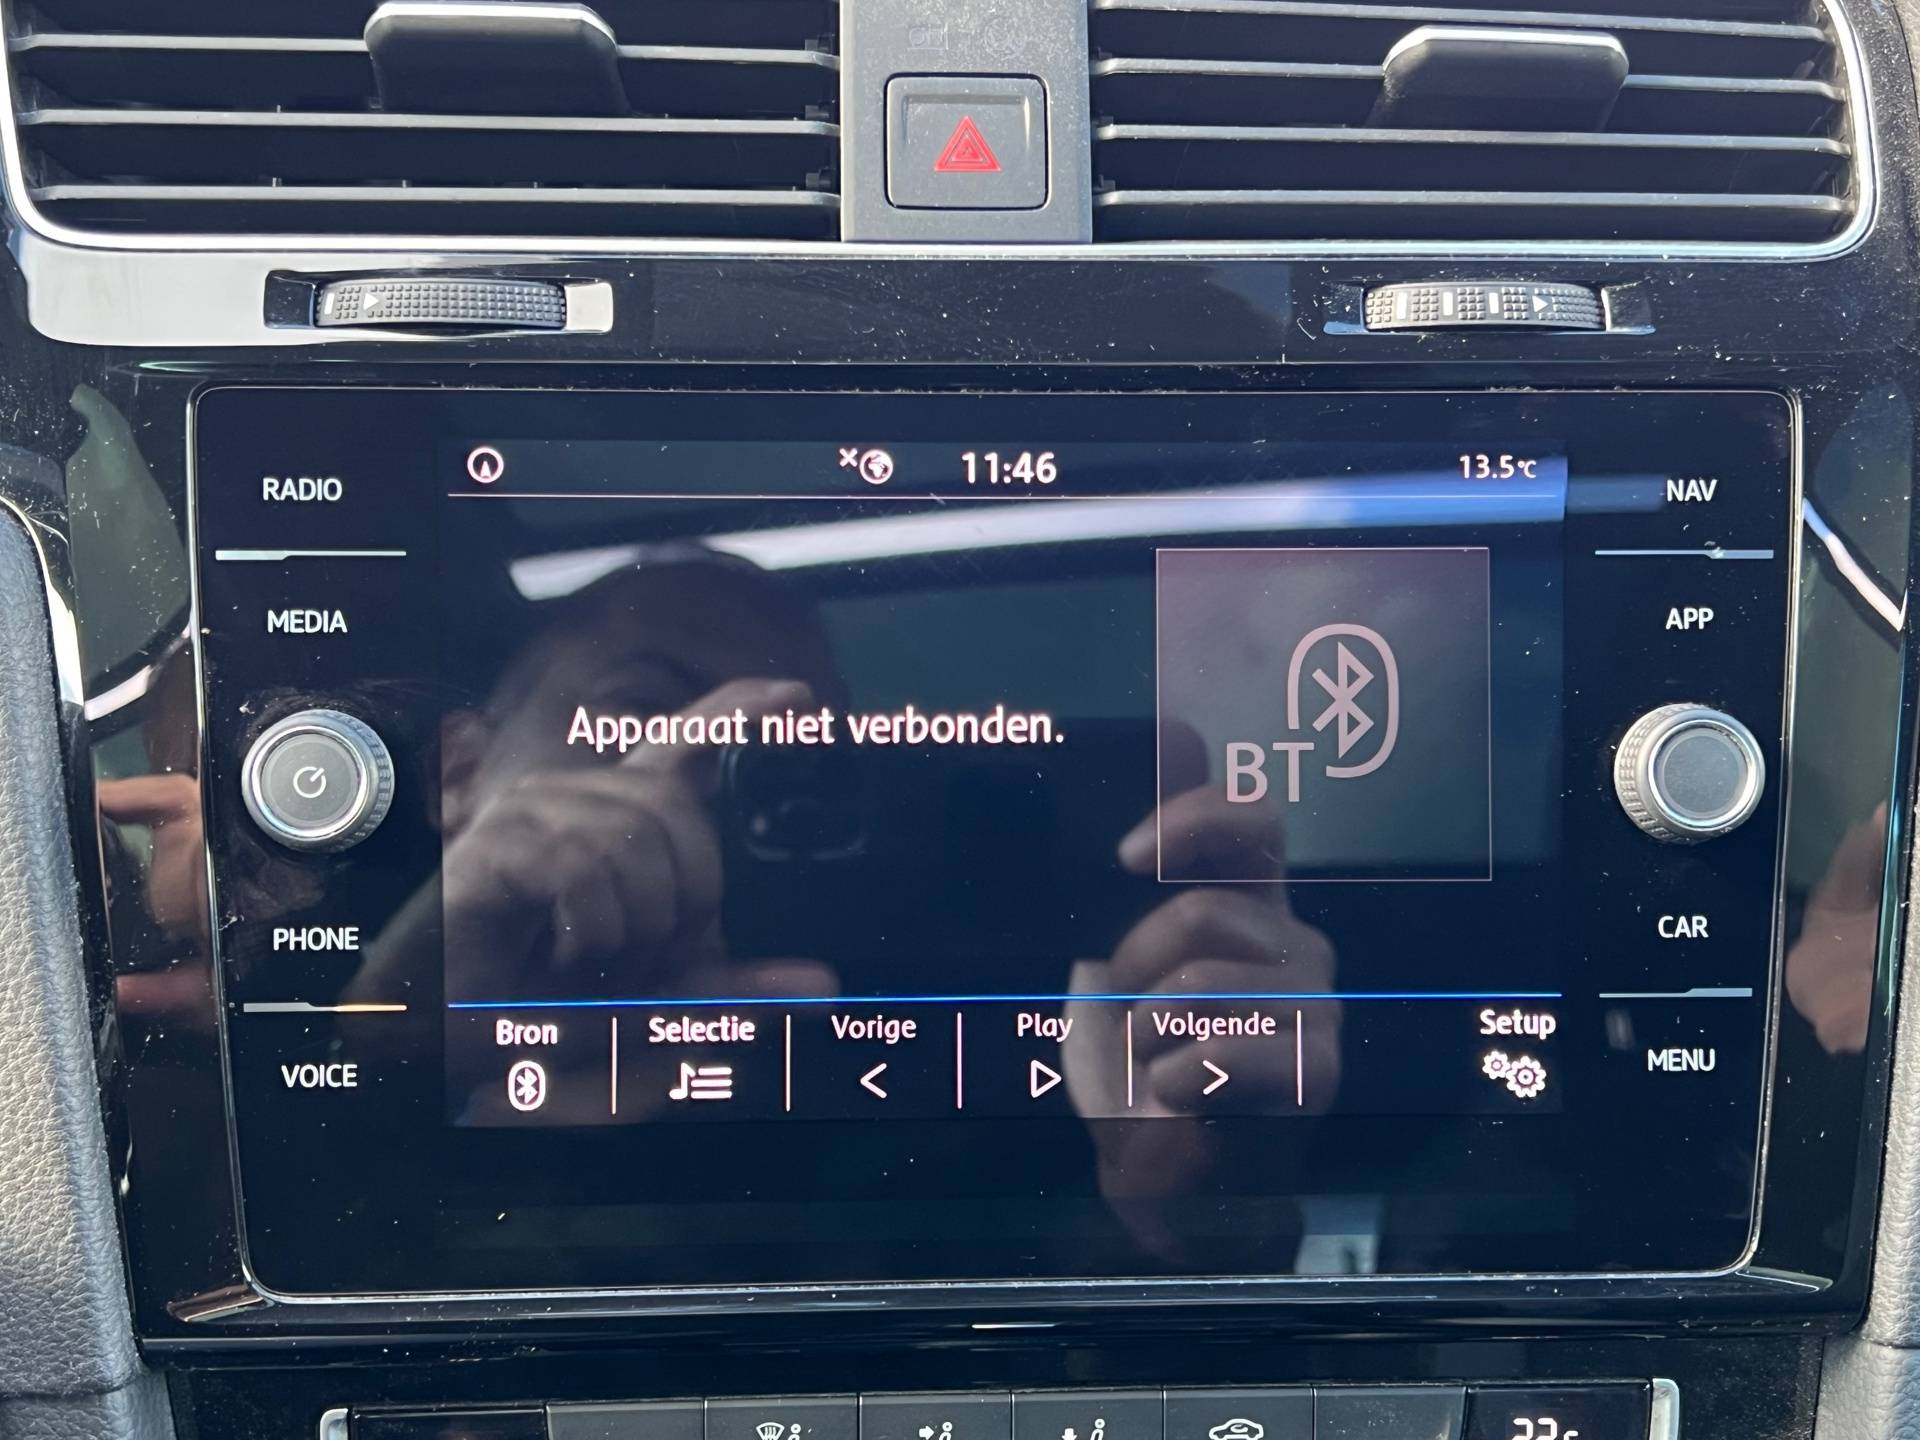 11:46
13.5°C
RADIO
NAV
MEDIA
APP
Apparaat niet verbonden.
BT
PHONE
CAR
VOICE
MENU
Bron
Selectie
Vorige
Play
Volgende
Setup